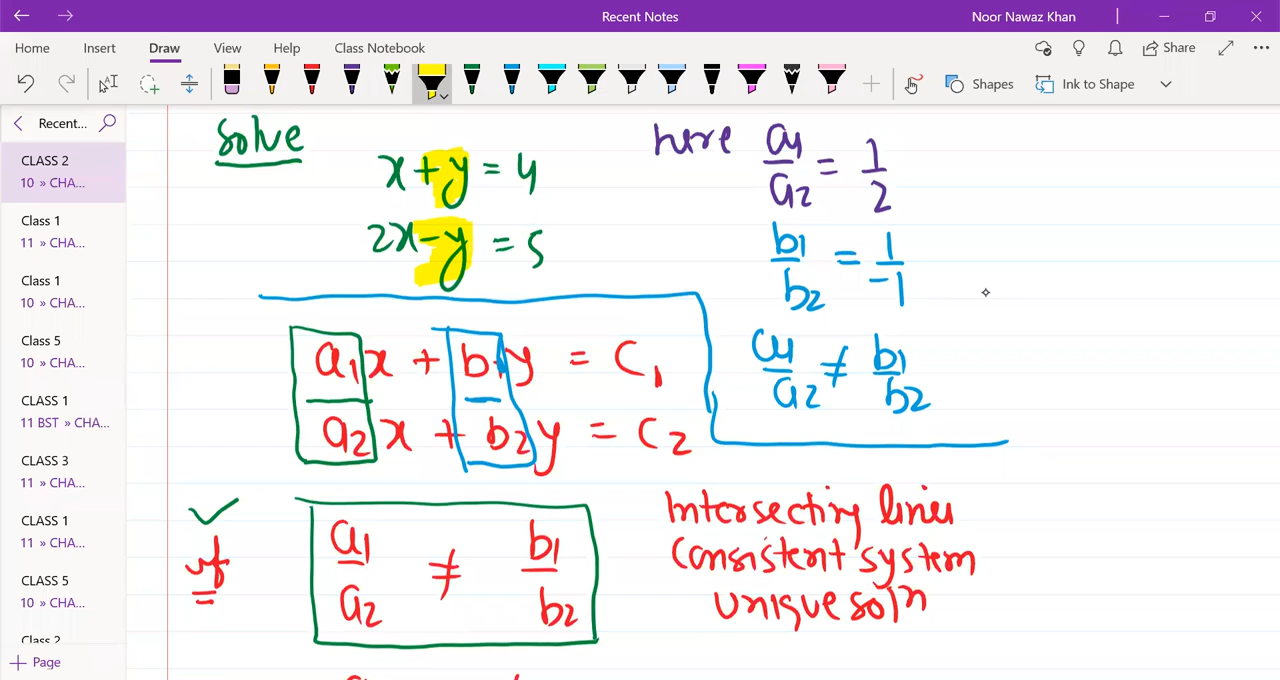 Recent Notes
Noor Nawaz Khan
Home Insert Draw View Help Class Notebook
Share
Shapes
Ink to Shape
Recent...
CLASS 2
10 » CHA...
Class 1
11 » CHA...
Class 1
10 » CHA...
Class 5
10 » CHA...
CLASS 1
11 BST » CHA...
CLASS 3
11 » CHA...
CLASS 1
11 » CHA...
CLASS 5
10 » CHA...
Class 2
Page
solve
x + y = 4
2x - y = 5
here a1/a2 = 1/2
b1/b2 = 1/-1
a1/a2 ≠ b1/b2
a1x + b1y = C1
a2x + b2y = C2
if
a1/a2 ≠ b1/b2
Intersecting lines
Consistent system
unique soln